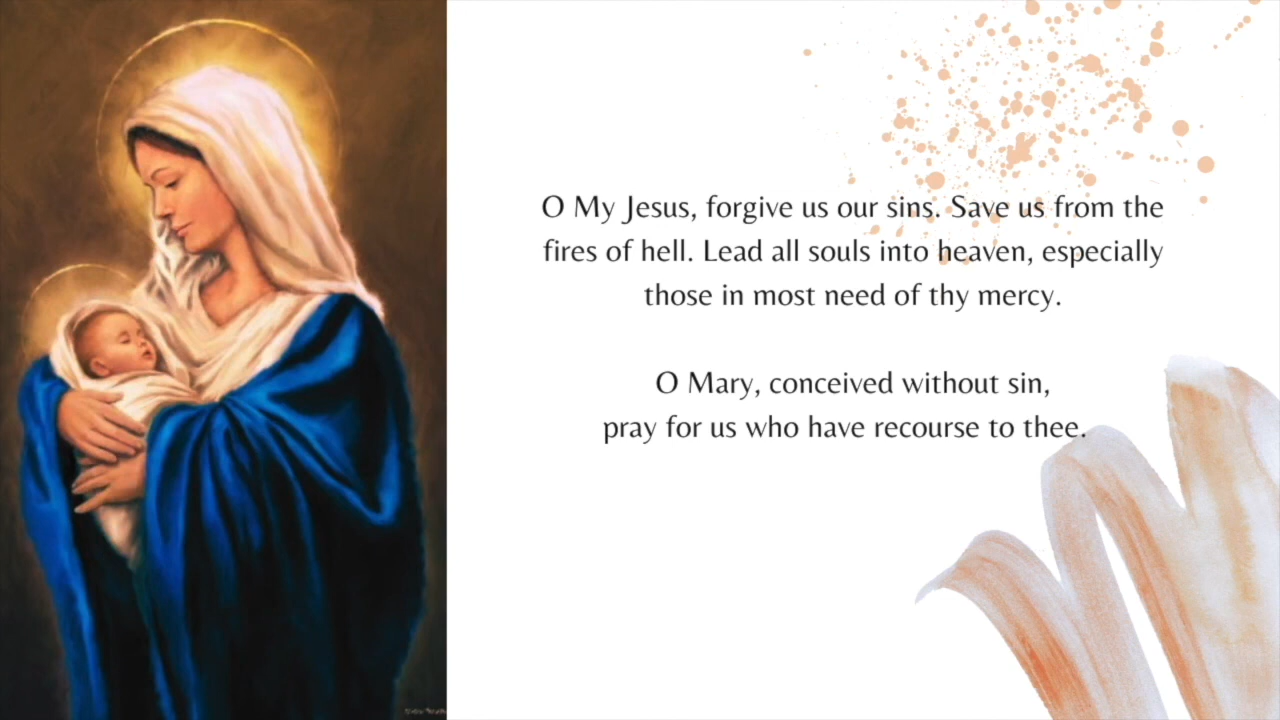 O My Jesus, forgive us our sins. Save us from the
fires of hell. Lead all souls into heaven, especially
those in most need of thy mercy.
O Mary, conceived without sin,
pray for us who have recourse to thee.